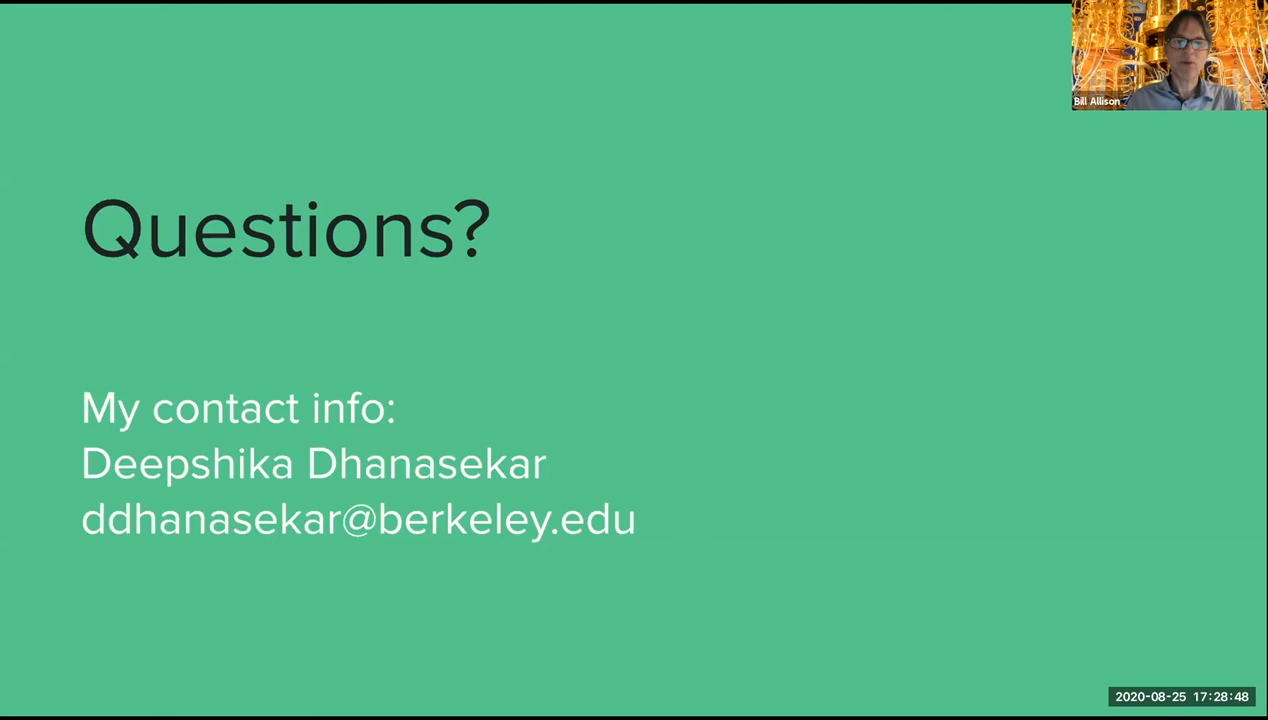 Bill Allison
Questions?
My contact info:
Deepshika Dhanasekar
ddhanasekar@berkeley.edu
2020-08-25 17:28:48